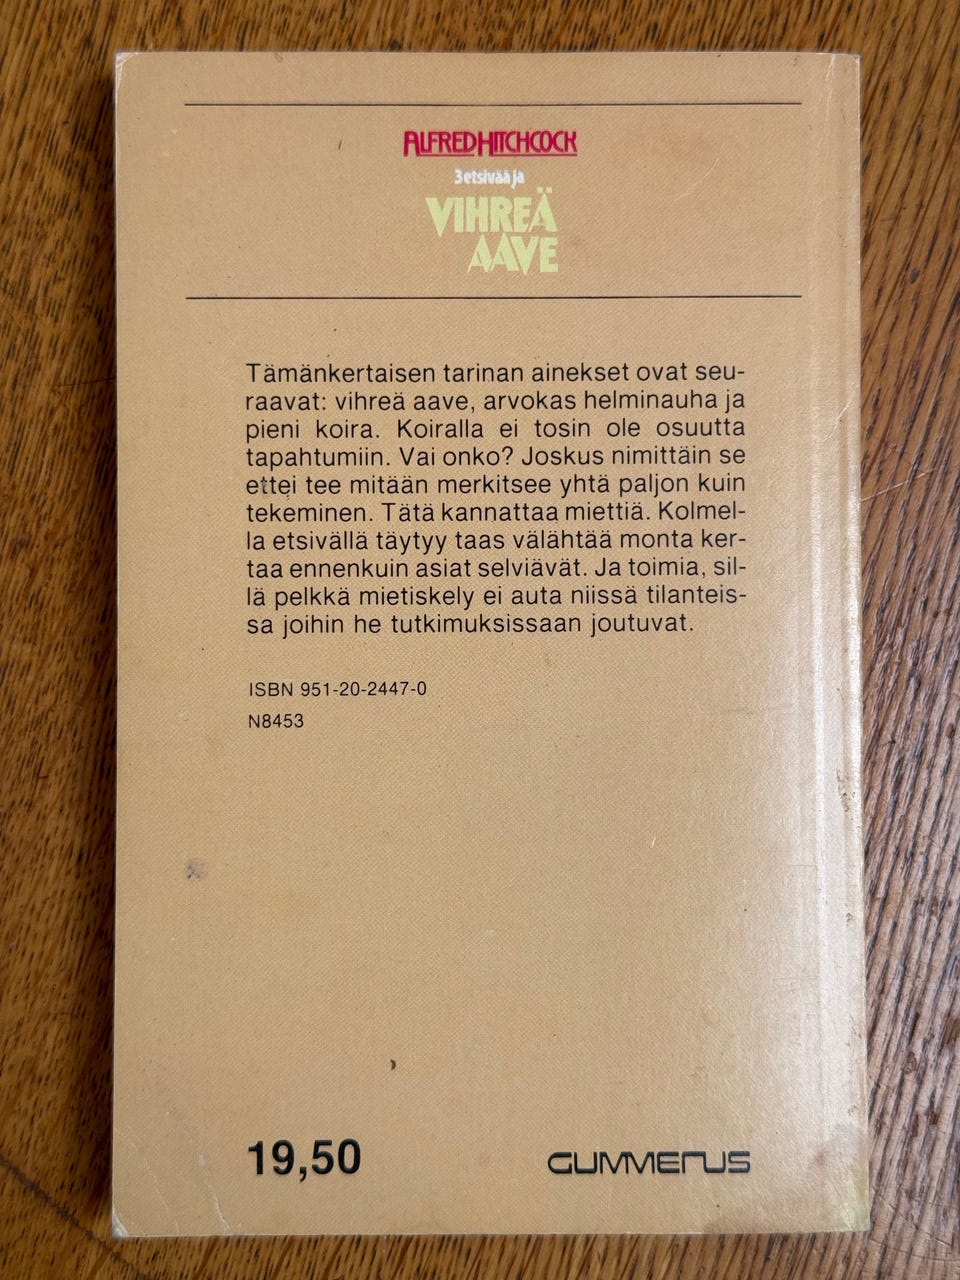 ALFRED HITCHCOCK
3 etsivää ja
VIHREÄ
AAVE
Tämänkertaisen tarinan ainekset ovat seu-
raavat: vihreä aave, arvokas helminauha ja
pieni koira. Koiralla ei tosin ole osuutta
tapahtumiin. Vai onko? Joskus nimittäin se
ettei tee mitään merkitsee yhtä paljon kuin
tekeminen. Tätä kannattaa miettiä. Kolmel-
la etsivällä täytyy taas välähtää monta ker-
taa ennenkuin asiat selviävät. Ja toimia, sil-
lä pelkkä mietiskely ei auta niissä tilanteis-
sa joihin he tutkimuksissaan joutuvat.
ISBN 951-20-2447-0
N8453
19,50
GUMMERUS